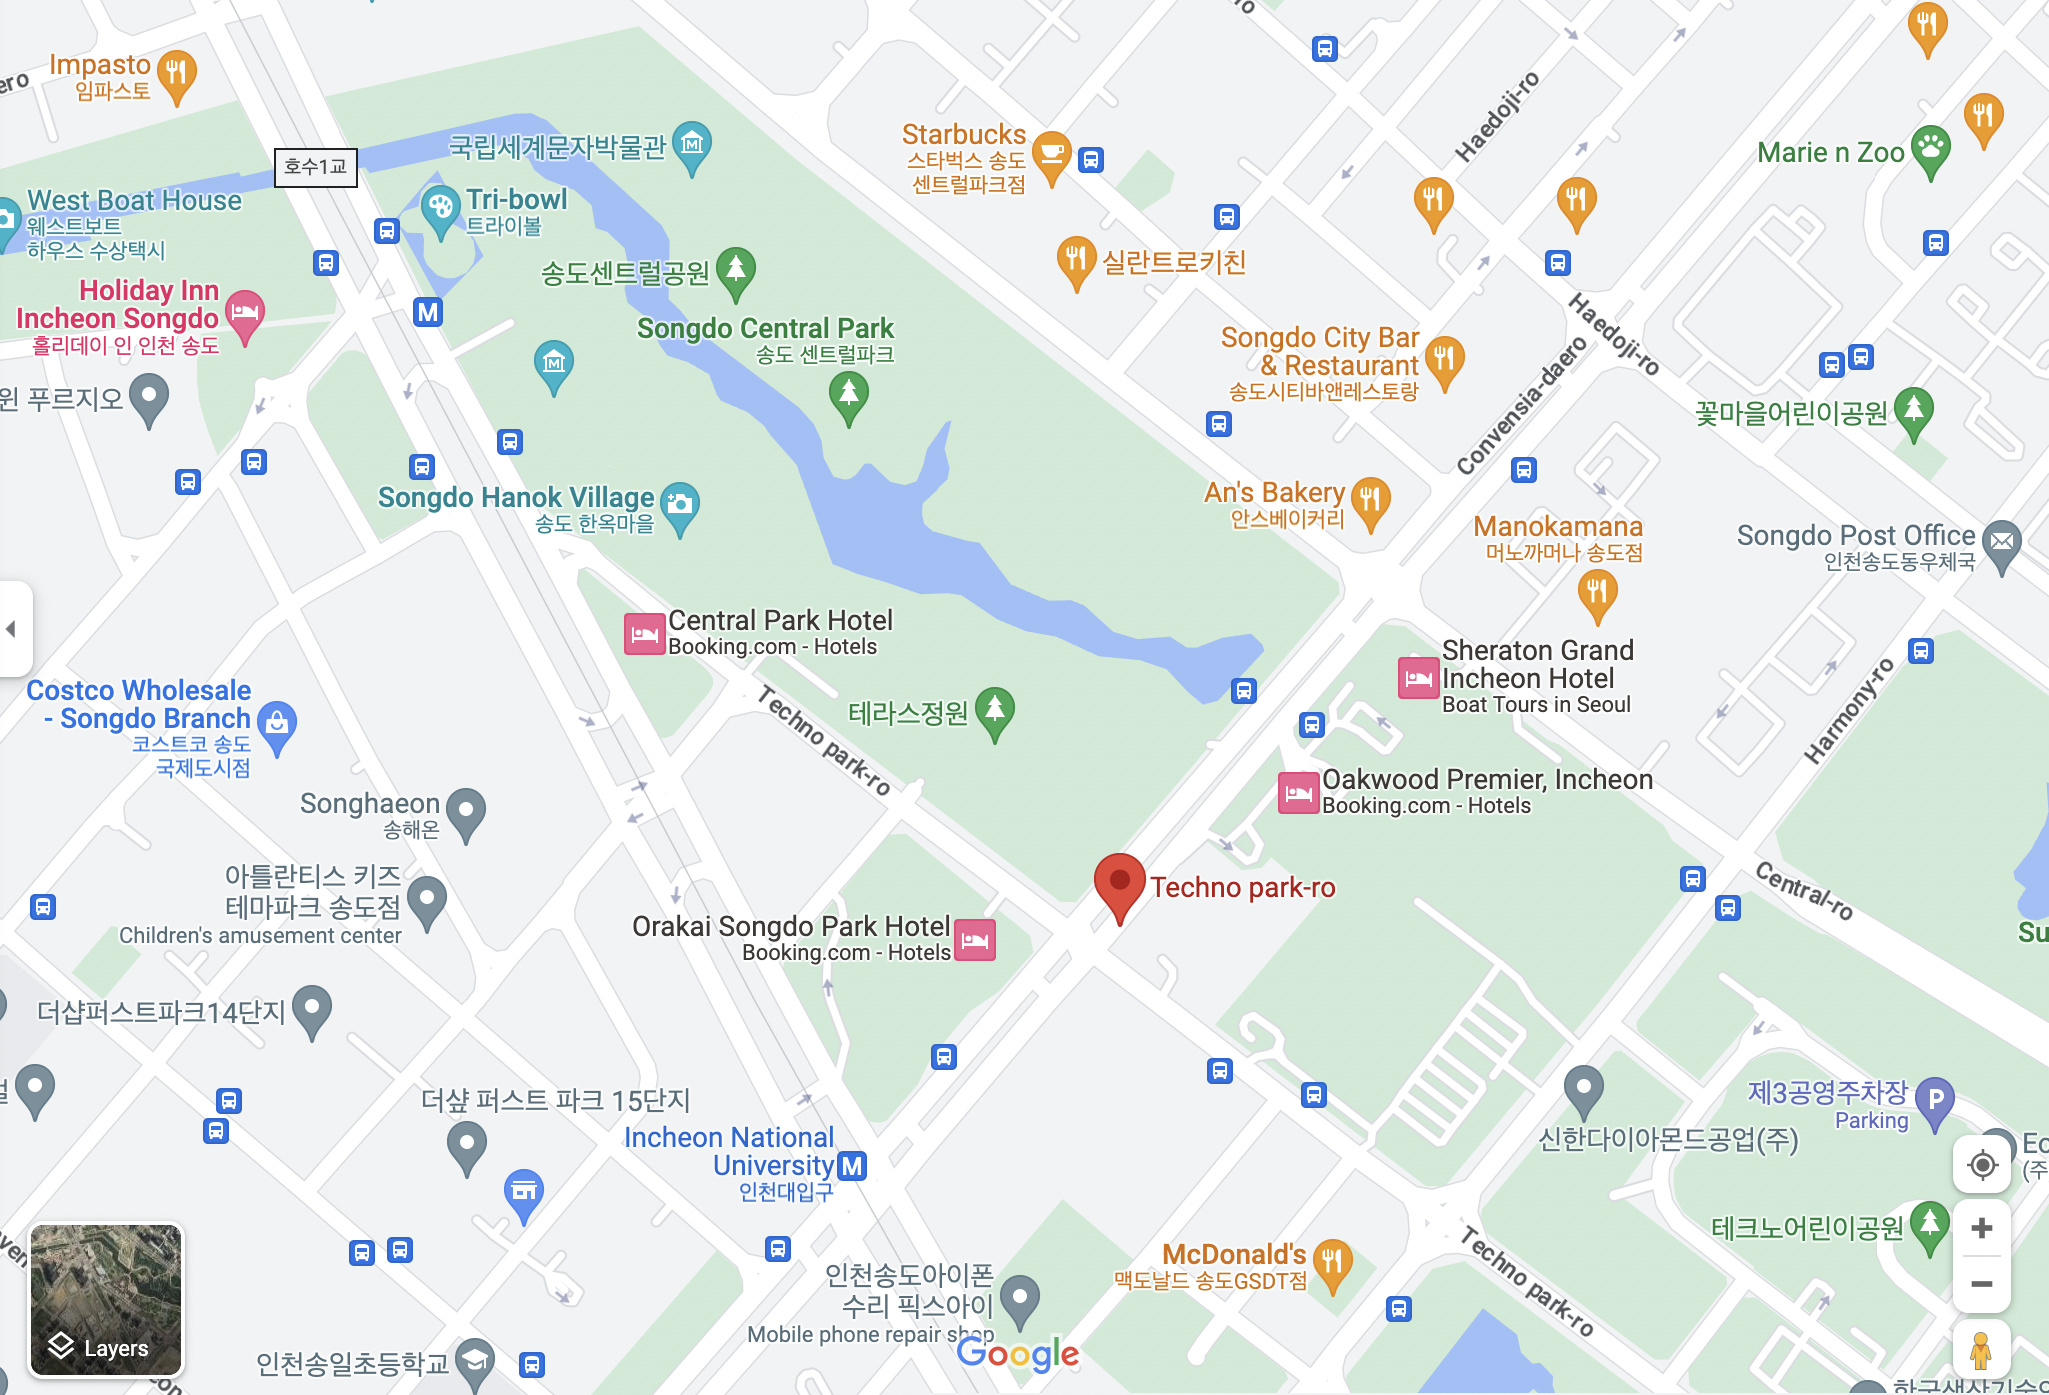 ero
Impasto
임파스토
호수1교
국립세계문자박물관
Tri-bowl
트라이볼
West Boat House
웨스트보트
하우스 수상택시
Holiday Inn
Incheon Songdo
홀리데이 인 인천 송도
송도센트럴공원
Songdo Central Park
송도 센트럴파크
Starbucks
스타벅스 송도
센트럴파크점
실란트로키친
-ro
Haedoji-ro
Marie n Zoo
Songdo City Bar
& Restaurant
송도시티바앤레스토랑
Haedoji-ro
Convensia-daero
꽃마을어린이공원
윈 푸르지오
Songdo Hanok Village
송도 한옥마을
An's Bakery
안스베이커리
Manokamana
머노까머나 송도점
Songdo Post Office
인천송도동우체국
Central Park Hotel
Booking.com - Hotels
Sheraton Grand
Incheon Hotel
Boat Tours in Seoul
Harmony-ro
Costco Wholesale
- Songdo Branch
코스트코 송도
국제도시점
Techno park-ro
테라스정원
Oakwood Premier, Incheon
Booking.com - Hotels
Songhaeon
송해온
아틀란티스 키즈
테마파크 송도점
Children's amusement center
Techno park-ro
Central-ro
Su
Orakai Songdo Park Hotel
Booking.com - Hotels
더샵퍼스트파크14단지
더샾 퍼스트 파크 15단지
Incheon National
University
인천대입구
신한다이아몬드공업(주)
제3공영주차장
Parking
Ec
(주
테크노어린이공원
McDonald's
맥도날드 송도GSDT점
Techno park-ro
인천송도아이폰
수리 픽스아이
Mobile phone repair shop
Google
Layers
인천송일초등학교